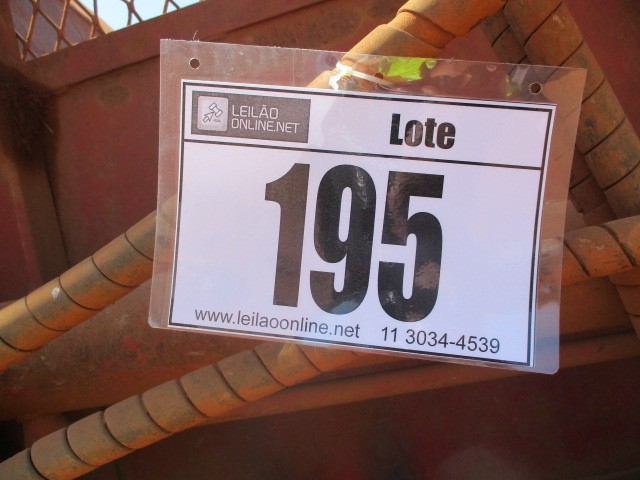 LEILÃO
ONLINE.NET
Lote
195
www.leilaoonline.net 11 3034-4539